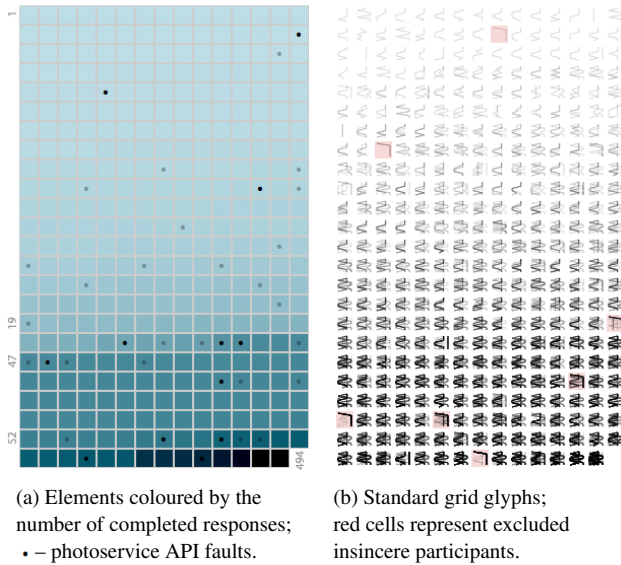 1
19
47
52
494
(a) Elements coloured by the
number of completed responses;
• – photoservice API faults.
(b) Standard grid glyphs;
red cells represent excluded
insincere participants.